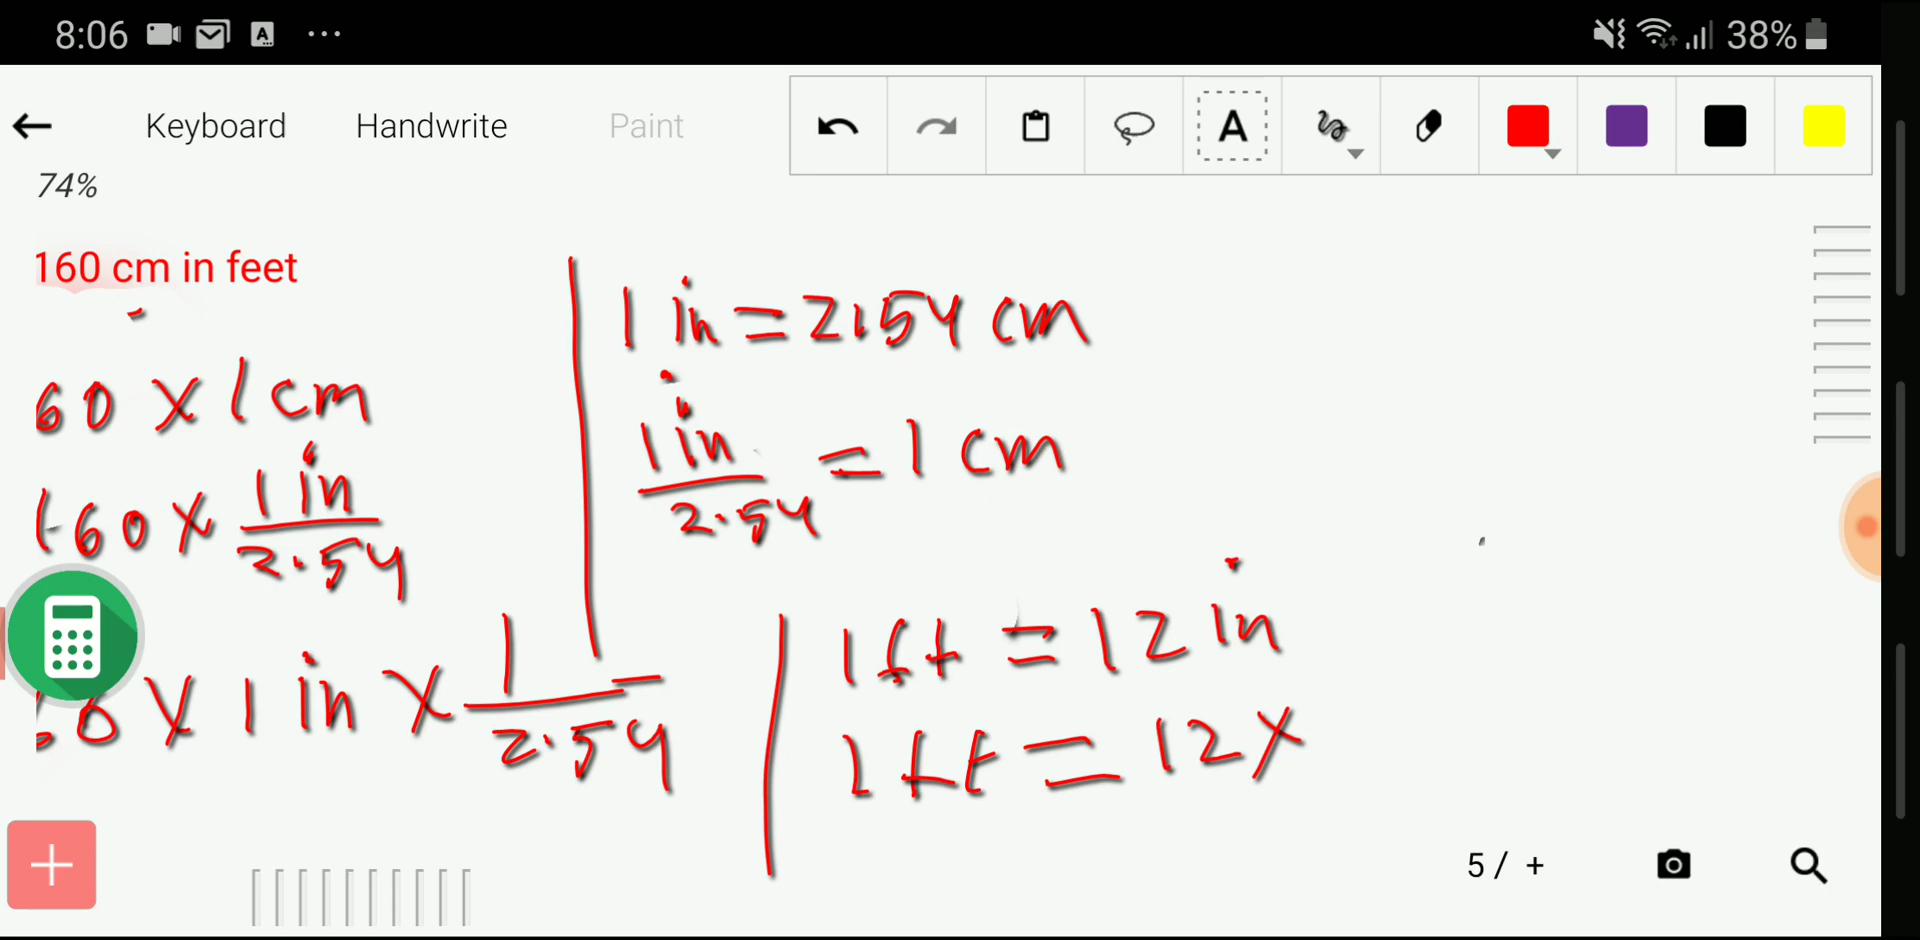 8:06 38%
Keyboard Handwrite Paint A
74%
160 cm in feet
60 x 1 cm
160 x 1 in
2.54
60 x 1 in x 1
2.54
1 in = 2.54 cm
1 in = 1 cm
2.54
1 ft = 12 in
1 ft = 12 x
5 / +